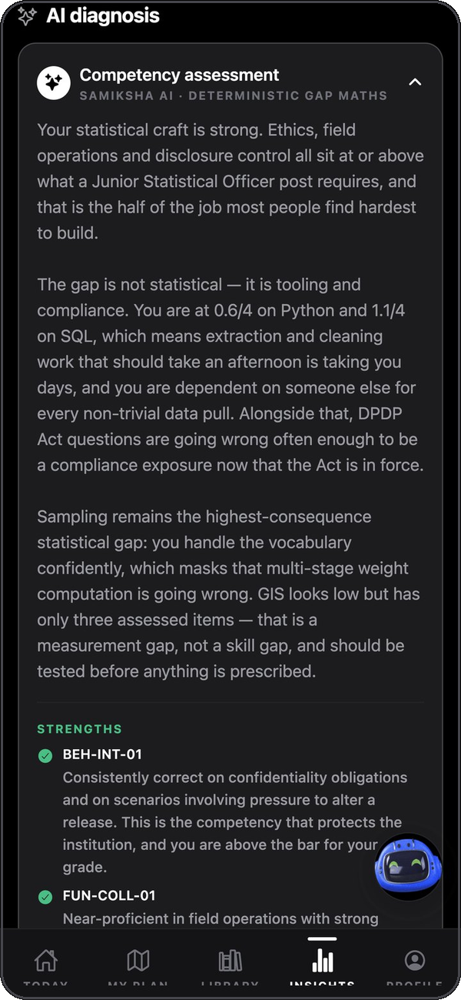 AI diagnosis
Competency assessment
SAMIKSHA AI · DETERMINISTIC GAP MATHS
Your statistical craft is strong. Ethics, field
operations and disclosure control all sit at or above
what a Junior Statistical Officer post requires, and
that is the half of the job most people find hardest
to build.
The gap is not statistical — it is tooling and
compliance. You are at 0.6/4 on Python and 1.1/4
on SQL, which means extraction and cleaning
work that should take an afternoon is taking you
days, and you are dependent on someone else for
every non-trivial data pull. Alongside that, DPDP
Act questions are going wrong often enough to be
a compliance exposure now that the Act is in force.
Sampling remains the highest-consequence
statistical gap: you handle the vocabulary
confidently, which masks that multi-stage weight
computation is going wrong. GIS looks low but has
only three assessed items — that is a
measurement gap, not a skill gap, and should be
tested before anything is prescribed.
STRENGTHS
BEH-INT-01
Consistently correct on confidentiality obligations
and on scenarios involving pressure to alter a
release. This is the competency that protects the
institution, and you are above the bar for your
grade.
FUN-COLL-01
Near-proficient in field operations with strong
TODAY MY PLAN LIBRARY INSIGHTS PROFILE